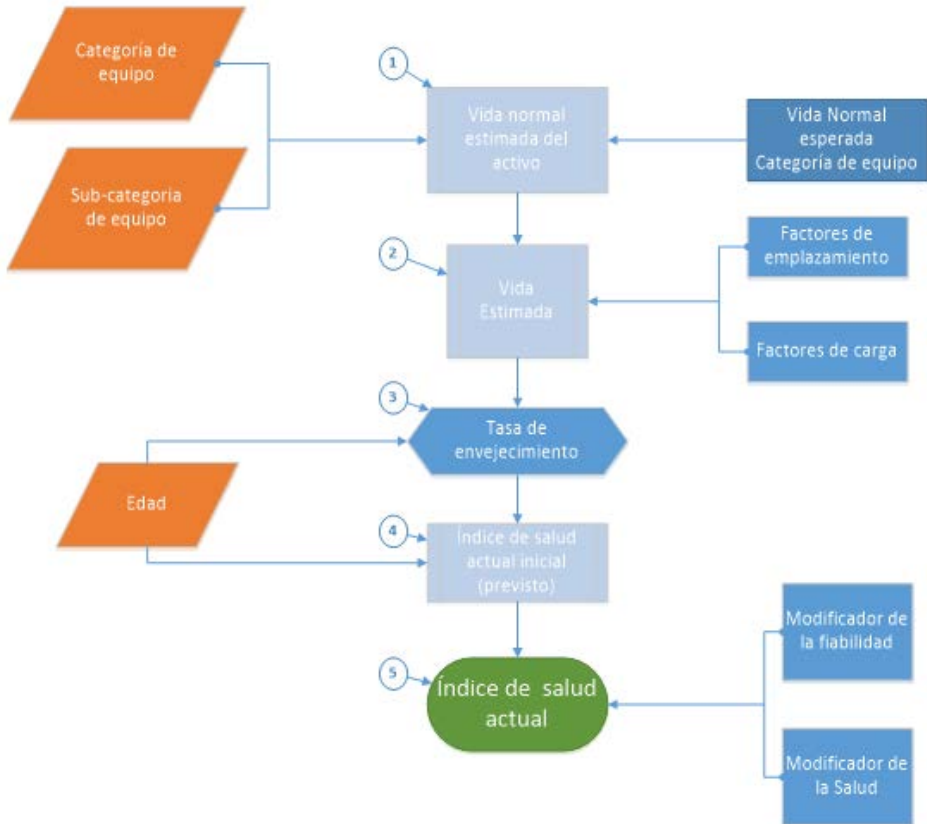 Categoría de
equipo
1
Vida normal
estimada del
activo
Vida Normal
esperada
Categoría de equipo
Sub-categoria
de equipo
2
Vida
Estimada
Factores de
emplazamiento
Factores de carga
3
Tasa de
envejecimiento
Edad
4
Índice de salud
actual inicial
(previsto)
5
Índice de salud
actual
Modificador de
la fiabilidad
Modificador de
la Salud